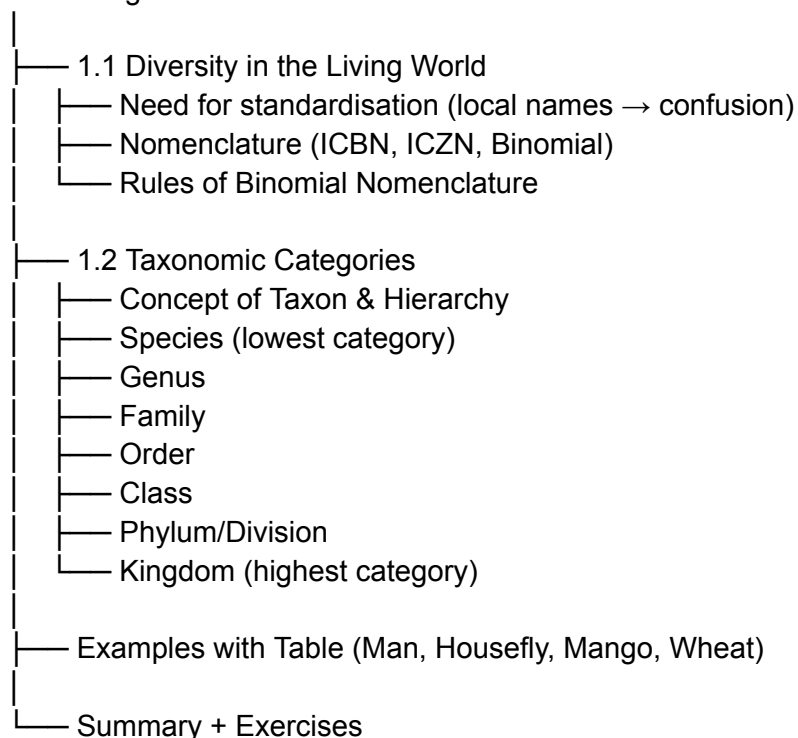 │
├── 1.1 Diversity in the Living World
│   ├── Need for standardisation (local names → confusion)
│   ├── Nomenclature (ICBN, ICZN, Binomial)
│   └── Rules of Binomial Nomenclature
│
├── 1.2 Taxonomic Categories
│   ├── Concept of Taxon & Hierarchy
│   ├── Species (lowest category)
│   ├── Genus
│   ├── Family
│   ├── Order
│   ├── Class
│   ├── Phylum/Division
│   └── Kingdom (highest category)
│
├── Examples with Table (Man, Housefly, Mango, Wheat)
│
└── Summary + Exercises